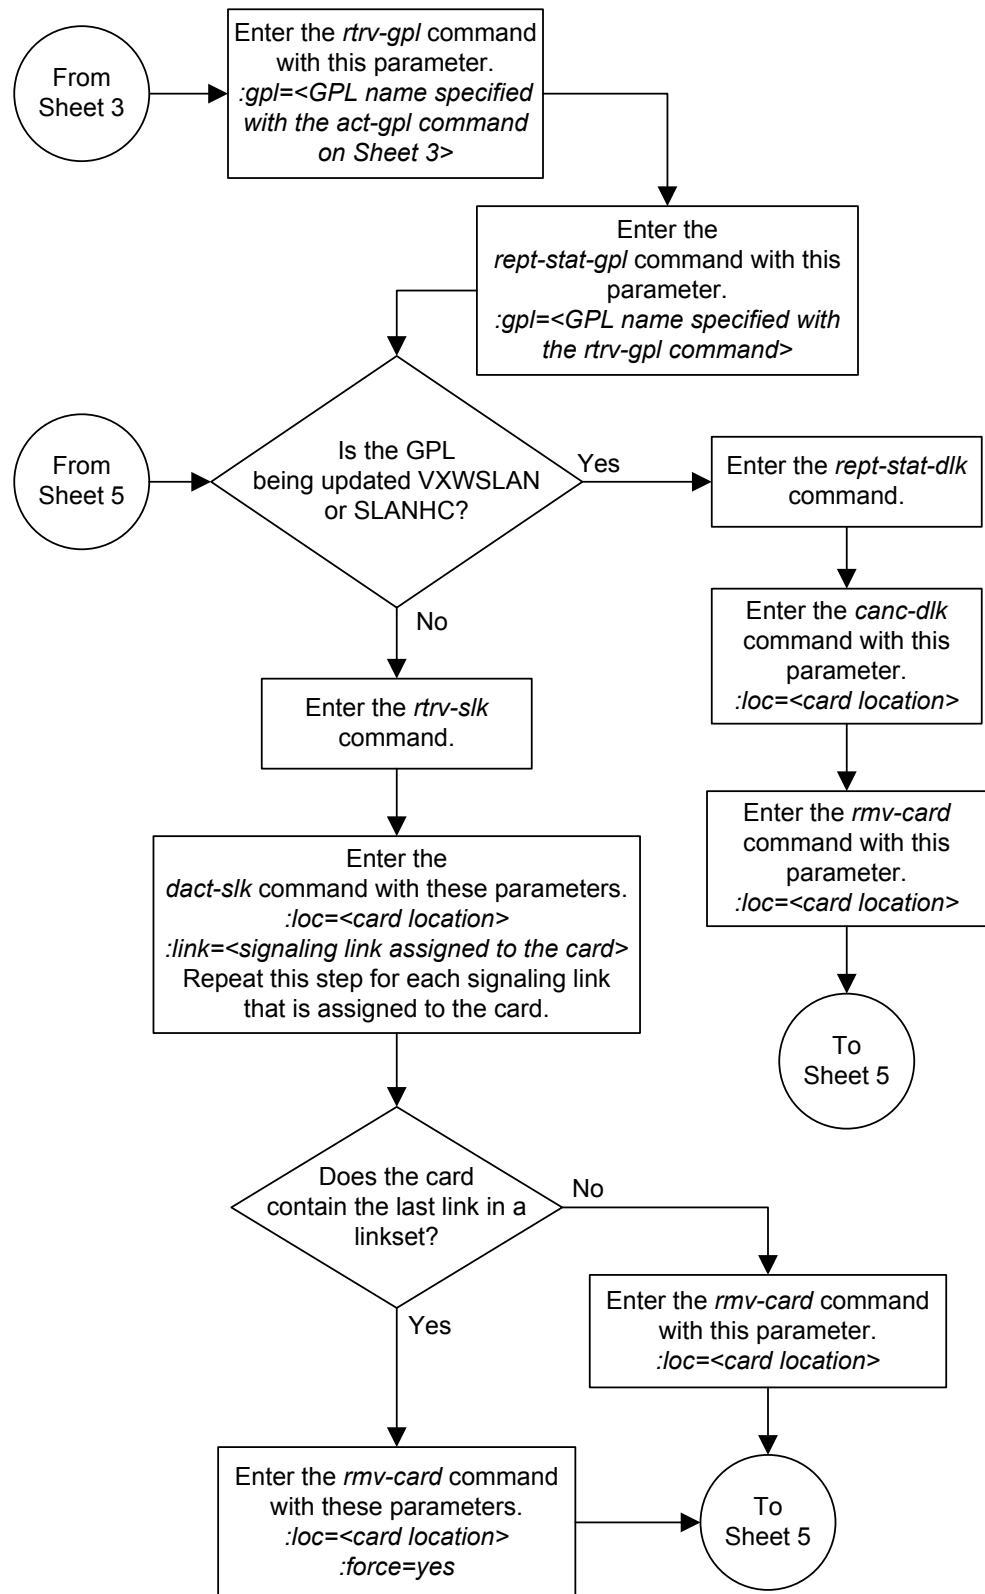 From
Sheet 3
Enter the rtrv-gpl command
with this parameter.
:gpl=<GPL name specified
with the act-gpl command
on Sheet 3>
Enter the
rept-stat-gpl command with this
parameter.
:gpl=<GPL name specified with
the rtrv-gpl command>
From
Sheet 5
Is the GPL
being updated VXWSLAN
or SLANHC?
Yes
Enter the rept-stat-dlk
command.
No
Enter the canc-dlk
command with this
parameter.
:loc=<card location>
Enter the rtrv-slk
command.
Enter the rmv-card
command with this
parameter.
:loc=<card location>
Enter the
dact-slk command with these parameters.
:loc=<card location>
:link=<signaling link assigned to the card>
Repeat this step for each signaling link
that is assigned to the card.
To
Sheet 5
Does the card
contain the last link in a
linkset?
No
Yes
Enter the rmv-card command
with this parameter.
:loc=<card location>
Enter the rmv-card command
with these parameters.
:loc=<card location>
:force=yes
To
Sheet 5